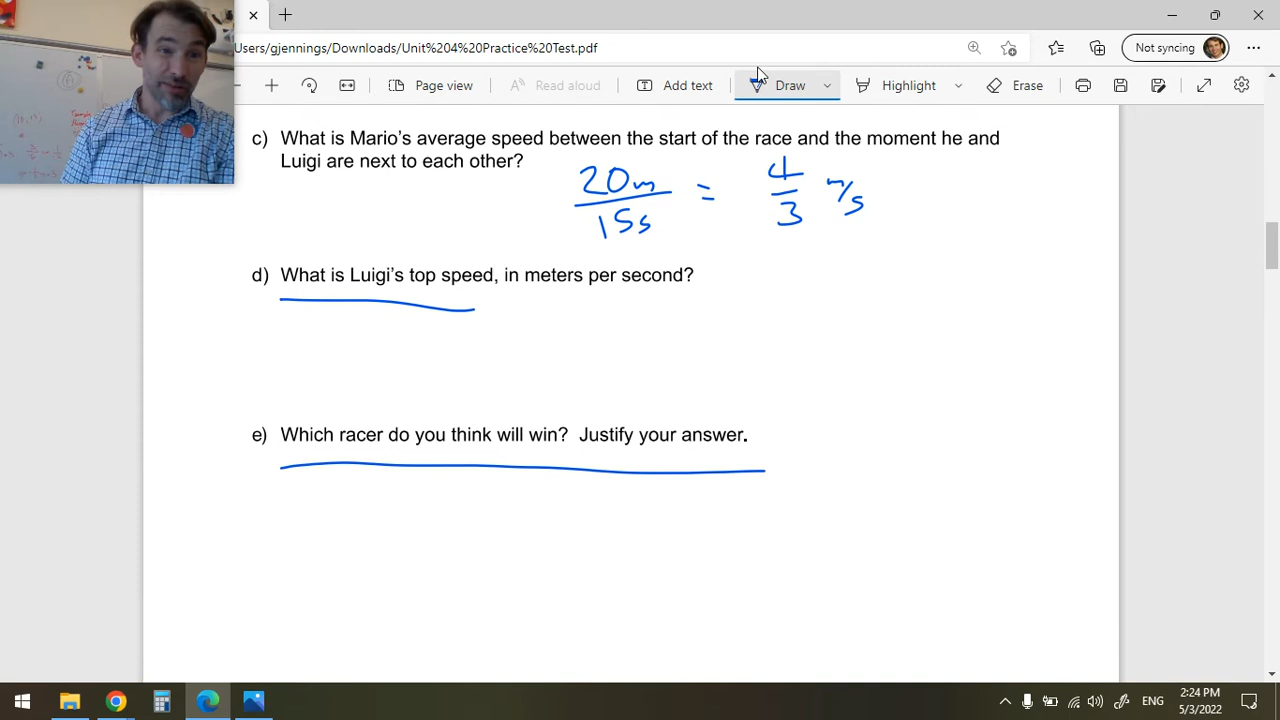 Users/gjennings/Downloads/Unit%204%20Practice%20Test.pdf
Not syncing
Page view
Read aloud
Add text
Draw
Highlight
Erase
c) What is Mario's average speed between the start of the race and the moment he and
Luigi are next to each other?
20m
15s
=
4
3
m/s
d) What is Luigi's top speed, in meters per second?
e) Which racer do you think will win? Justify your answer.
ENG
2:24 PM
5/3/2022